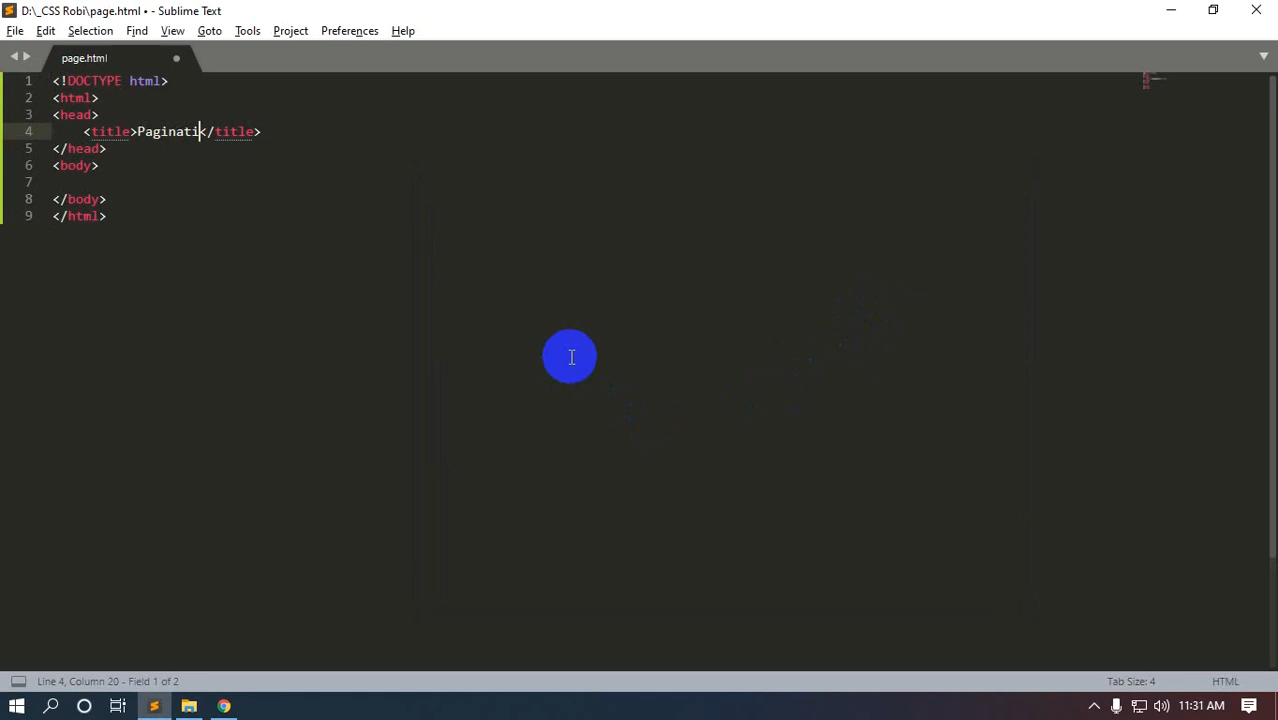 D:\_CSS Robi\page.html • - Sublime Text
File Edit Selection Find View Goto Tools Project Preferences Help
page.html
1 <!DOCTYPE html>
2 <html>
3 <head>
4 <title>Paginati</title>
5 </head>
6 <body>
7
8 </body>
9 </html>
Line 4, Column 20 - Field 1 of 2 Tab Size: 4 HTML
11:31 AM